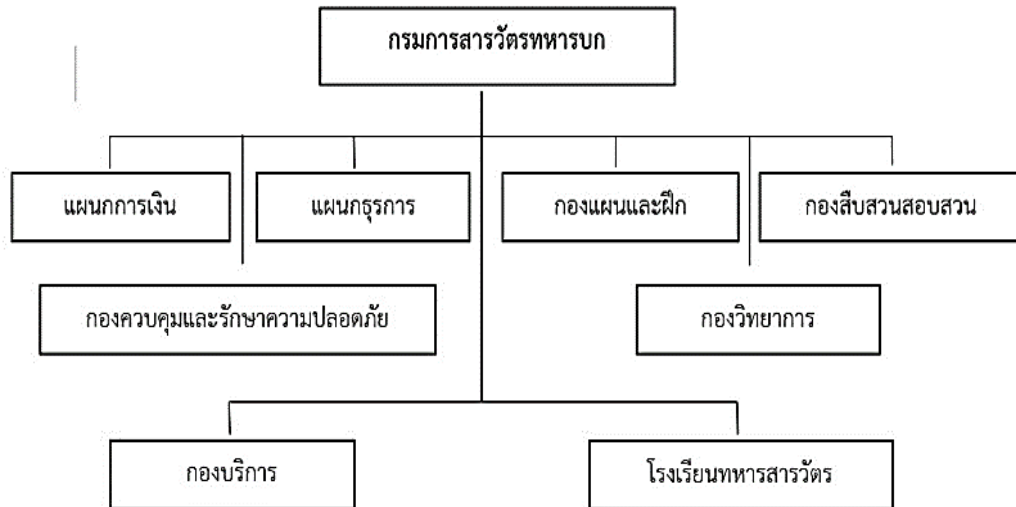 กรมการสารวัตรทหารบก
แผนกการเงิน
แผนกธุรการ
กองแผนและฝึก
กองสืบสวนสอบสวน
กองควบคุมและรักษาความปลอดภัย
กองวิทยาการ
กองบริการ
โรงเรียนทหารสารวัตร